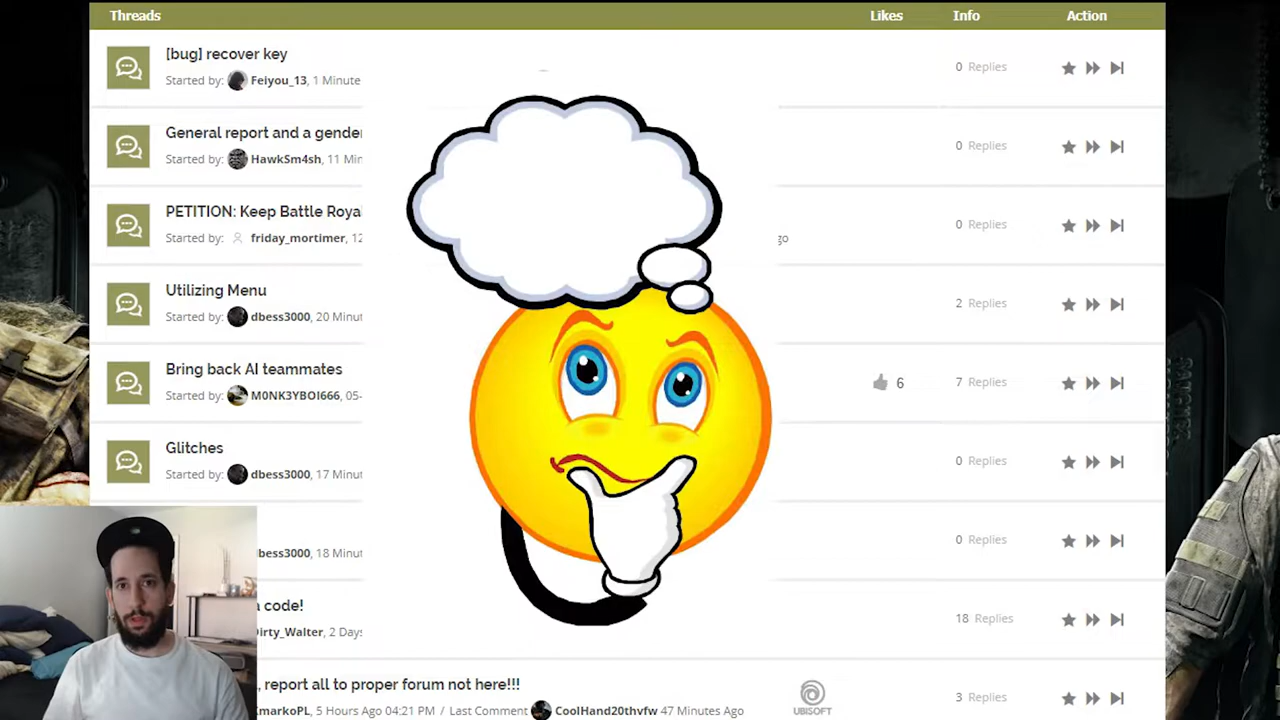 Threads Likes Info Action
[bug] recover key
Started by: Feiyou_13, 1 Minute
0 Replies
General report and a gender
Started by: HawkSm4sh, 11 Min
0 Replies
PETITION: Keep Battle Roya
Started by: friday_mortimer, 12
go
0 Replies
Utilizing Menu
Started by: dbess3000, 20 Minut
2 Replies
Bring back AI teammates
Started by: M0NK3YBOI666, 05-
6
7 Replies
Glitches
Started by: dbess3000, 17 Minut
0 Replies
dbess3000, 18 Minut
0 Replies
a code!
Dirty_Walter, 2 Days
18 Replies
, report all to proper forum not here!!!
markoPL, 5 Hours Ago 04:21 PM / Last Comment CoolHand20thvfw 47 Minutes Ago
UBISOFT
3 Replies